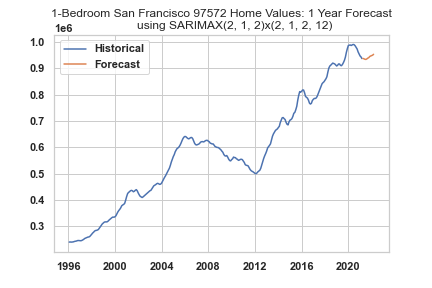 1-Bedroom San Francisco 97572 Home Values: 1 Year Forecast
using SARIMAX(2, 1, 2)x(2, 1, 2, 12)
1e6
Historical
Forecast
1.0
0.9
0.8
0.7
0.6
0.5
0.4
0.3
1996 2000 2004 2008 2012 2016 2020